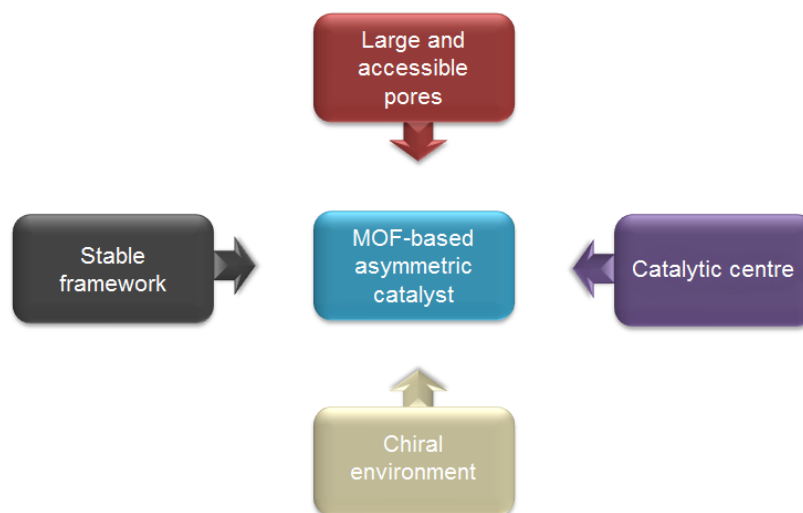 Large and
accessible
pores
Stable
framework
MOF-based
asymmetric
catalyst
Catalytic centre
Chiral
environment